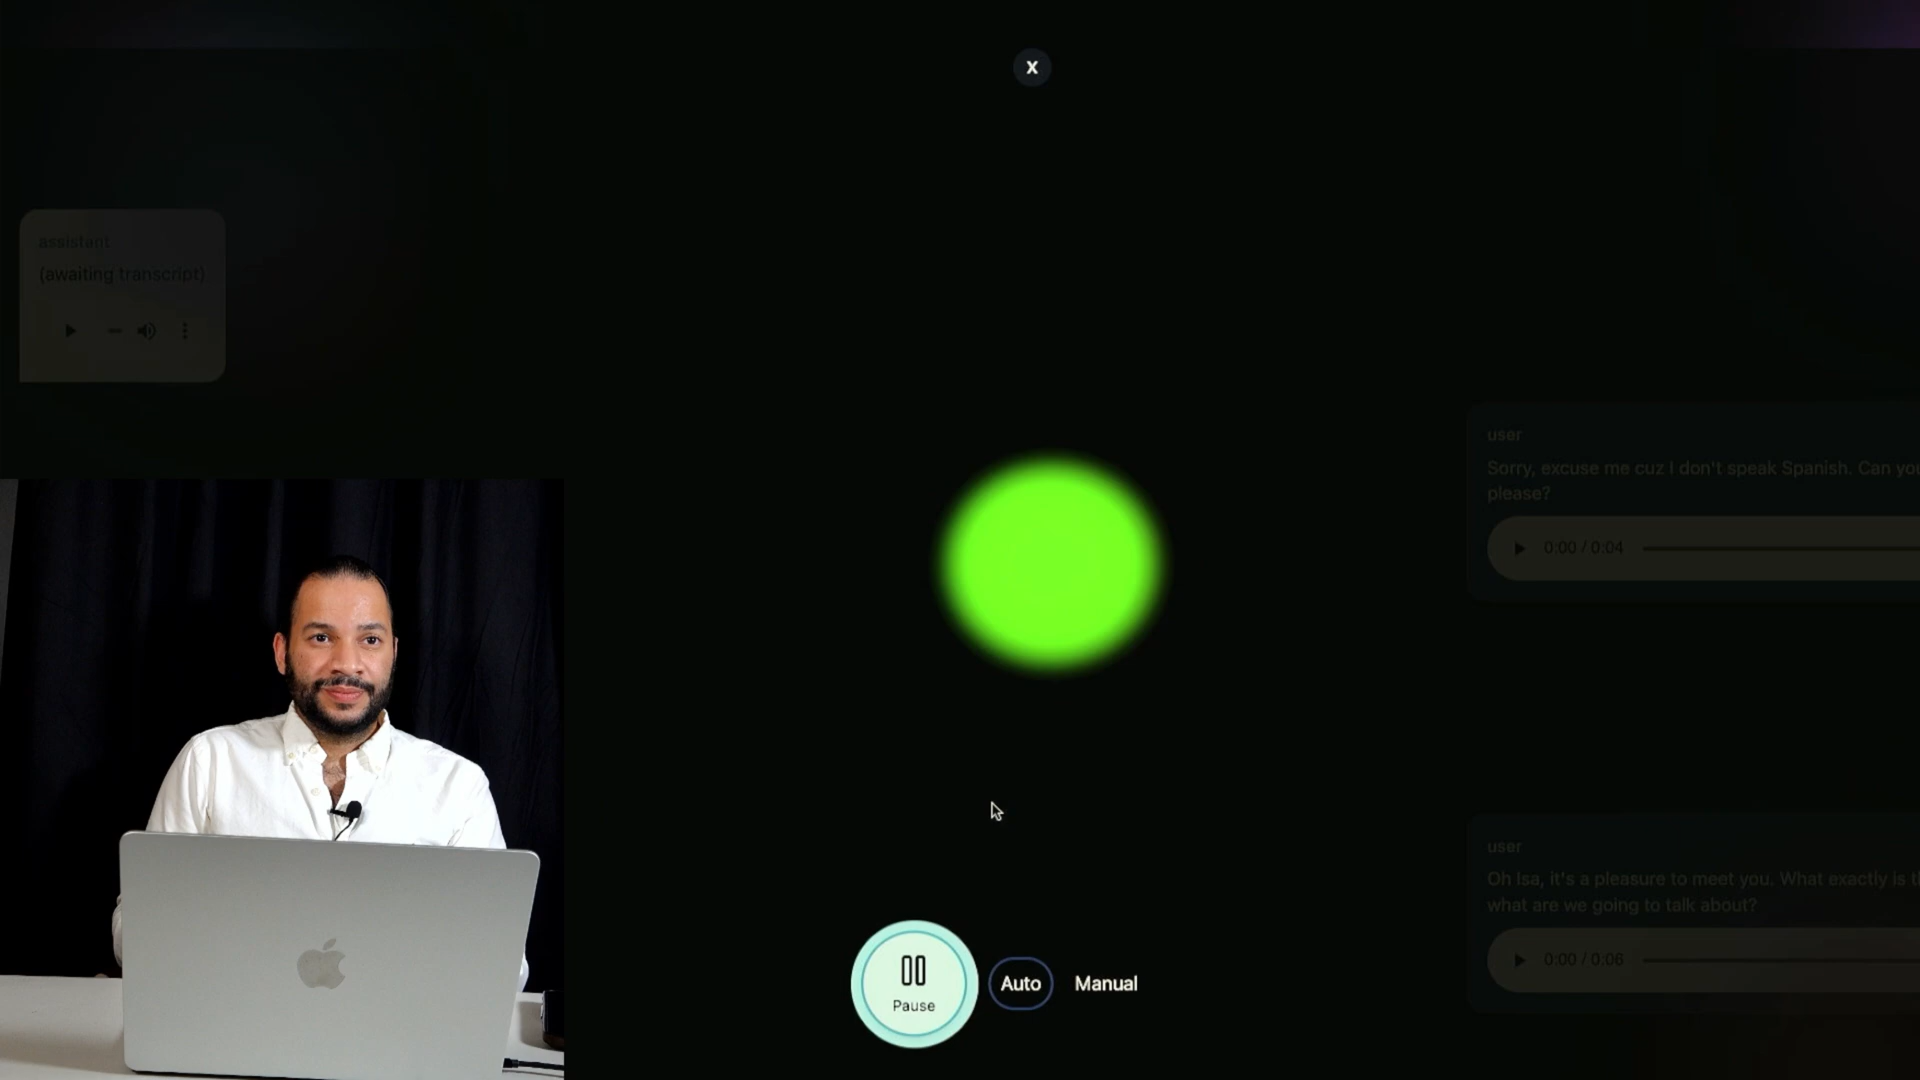 X
assistant
(awaiting transcript)
user
Sorry, excuse me cuz I don't speak Spanish. Can you
please?
0:00 / 0:04
user
Oh Isa, it's a pleasure to meet you. What exactly is
what are we going to talk about?
0:00 / 0:06
Pause
Auto
Manual